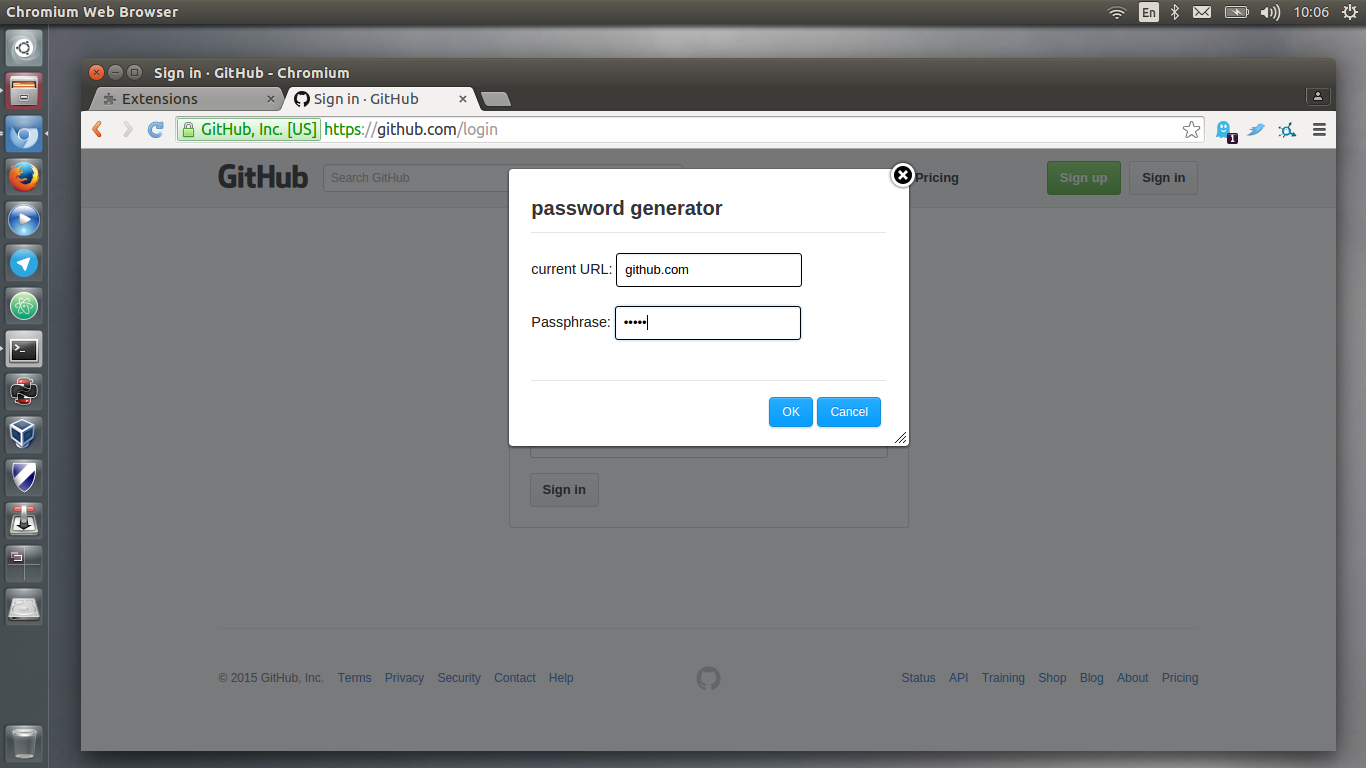 Chromium Web Browser
En
10:06
Sign in · GitHub - Chromium
Extensions
Sign in · GitHub
GitHub, Inc. [US] https://github.com/login
1
GitHub
Search GitHub
Pricing
Sign up
Sign in
password generator
current URL: github.com
Passphrase: •••••
OK
Cancel
Sign in
© 2015 GitHub, Inc. Terms Privacy Security Contact Help
Status API Training Shop Blog About Pricing